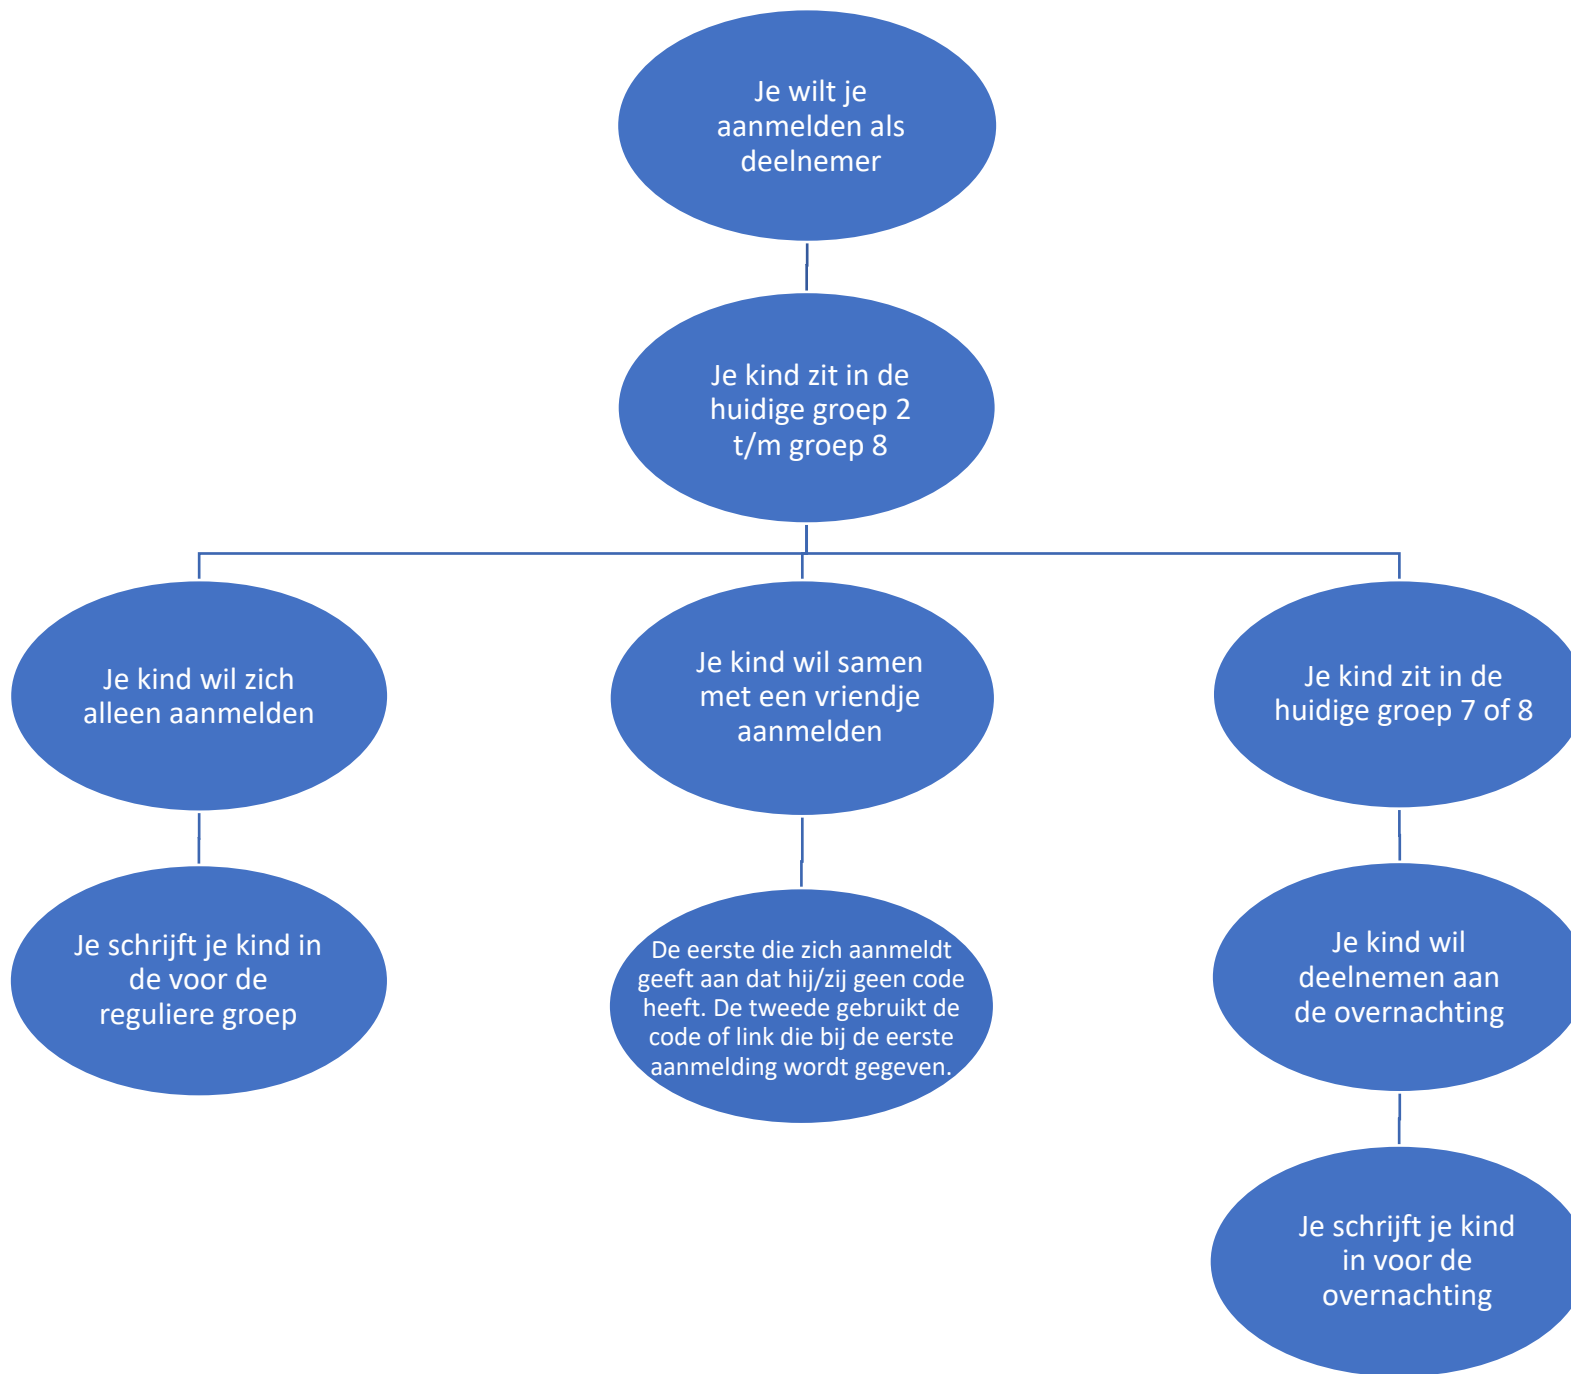 Je wilt je
aanmelden als
deelnemer
Je kind zit in de
huidige groep 2
t/m groep 8
Je kind wil zich
alleen aanmelden
Je kind wil samen
met een vriendje
aanmelden
Je kind zit in de
huidige groep 7 of 8
Je schrijft je kind in
de voor de
reguliere groep
De eerste die zich aanmeldt
geeft aan dat hij/zij geen code
heeft. De tweede gebruikt de
code of link die bij de eerste
aanmelding wordt gegeven.
Je kind wil
deelnemen aan
de overnachting
Je schrijft je kind
in voor de
overnachting